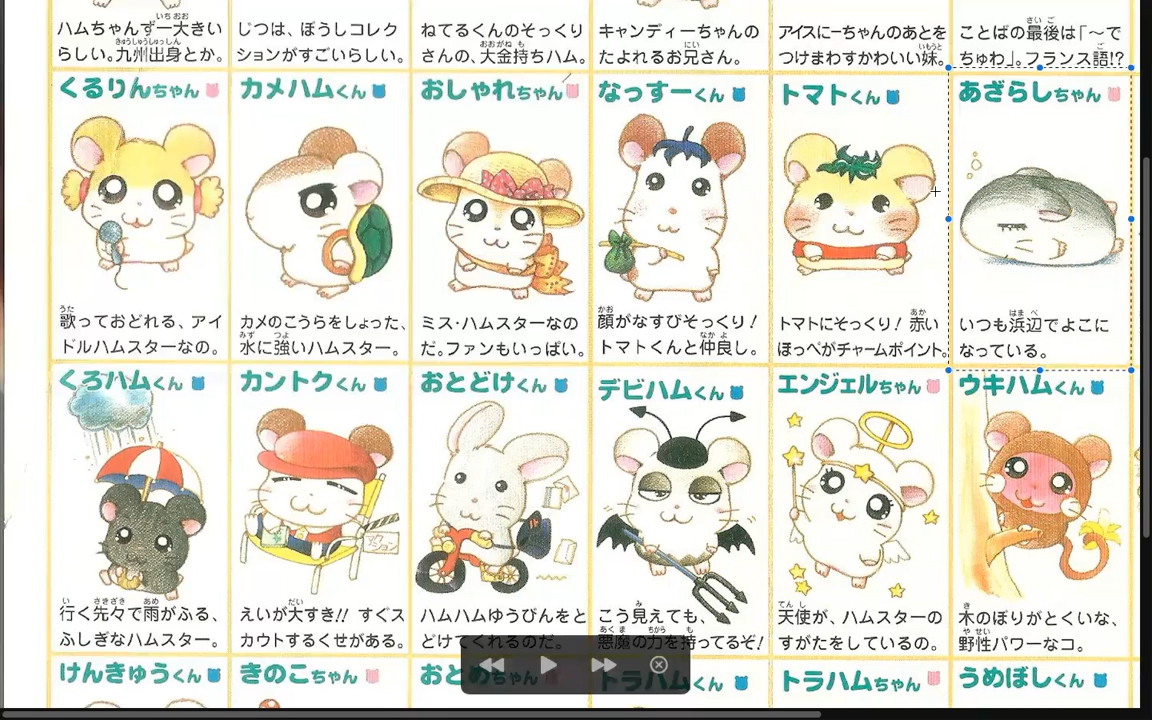 ハムちゃんず一大きい
らしい。九州出身とか。
じつは、ぼうしコレク
ションがすごいらしい。
ねてるくんのそっくり
さんの、大金持ちハム。
キャンディーちゃんの
たよれるお兄さん。
アイスにーちゃんのあとを
つけまわすかわいい妹。
ことばの最後は「〜で
ちゅわ」。フランス語!?
くるりんちゃん
歌っておどれる、アイ
ドルハムスターなの。
カメハムくん
カメのこうらをしょった、
水に強いハムスター。
おしゃれちゃん
ミス・ハムスターなの
だ。ファンもいっぱい。
なっすーくん
顔がなすびそっくり!
トマトくんと仲良し。
トマトくん
トマトにそっくり! 赤い
ほっぺがチャームポイント。
あざらしちゃん
いつも浜辺でよこに
なっている。
くろハムくん
行く先々で雨がふる、
ふしぎなハムスター。
カントクくん
えいが大すき!! すぐス
カウトするくせがある。
おとどけくん
ハムハムゆうびんをと
どけてくれるのだ。
デビハムくん
こう見えても、
悪魔の力を持ってるぞ!
エンジェルちゃん
天使が、ハムスターの
すがたをしているの。
ウキハムくん
木のぼりがとくいな、
野性パワーなコ。
けんきゅうくん
きのこちゃん
おとめちゃん
トラハムくん
トラハムちゃん
うめぼしくん